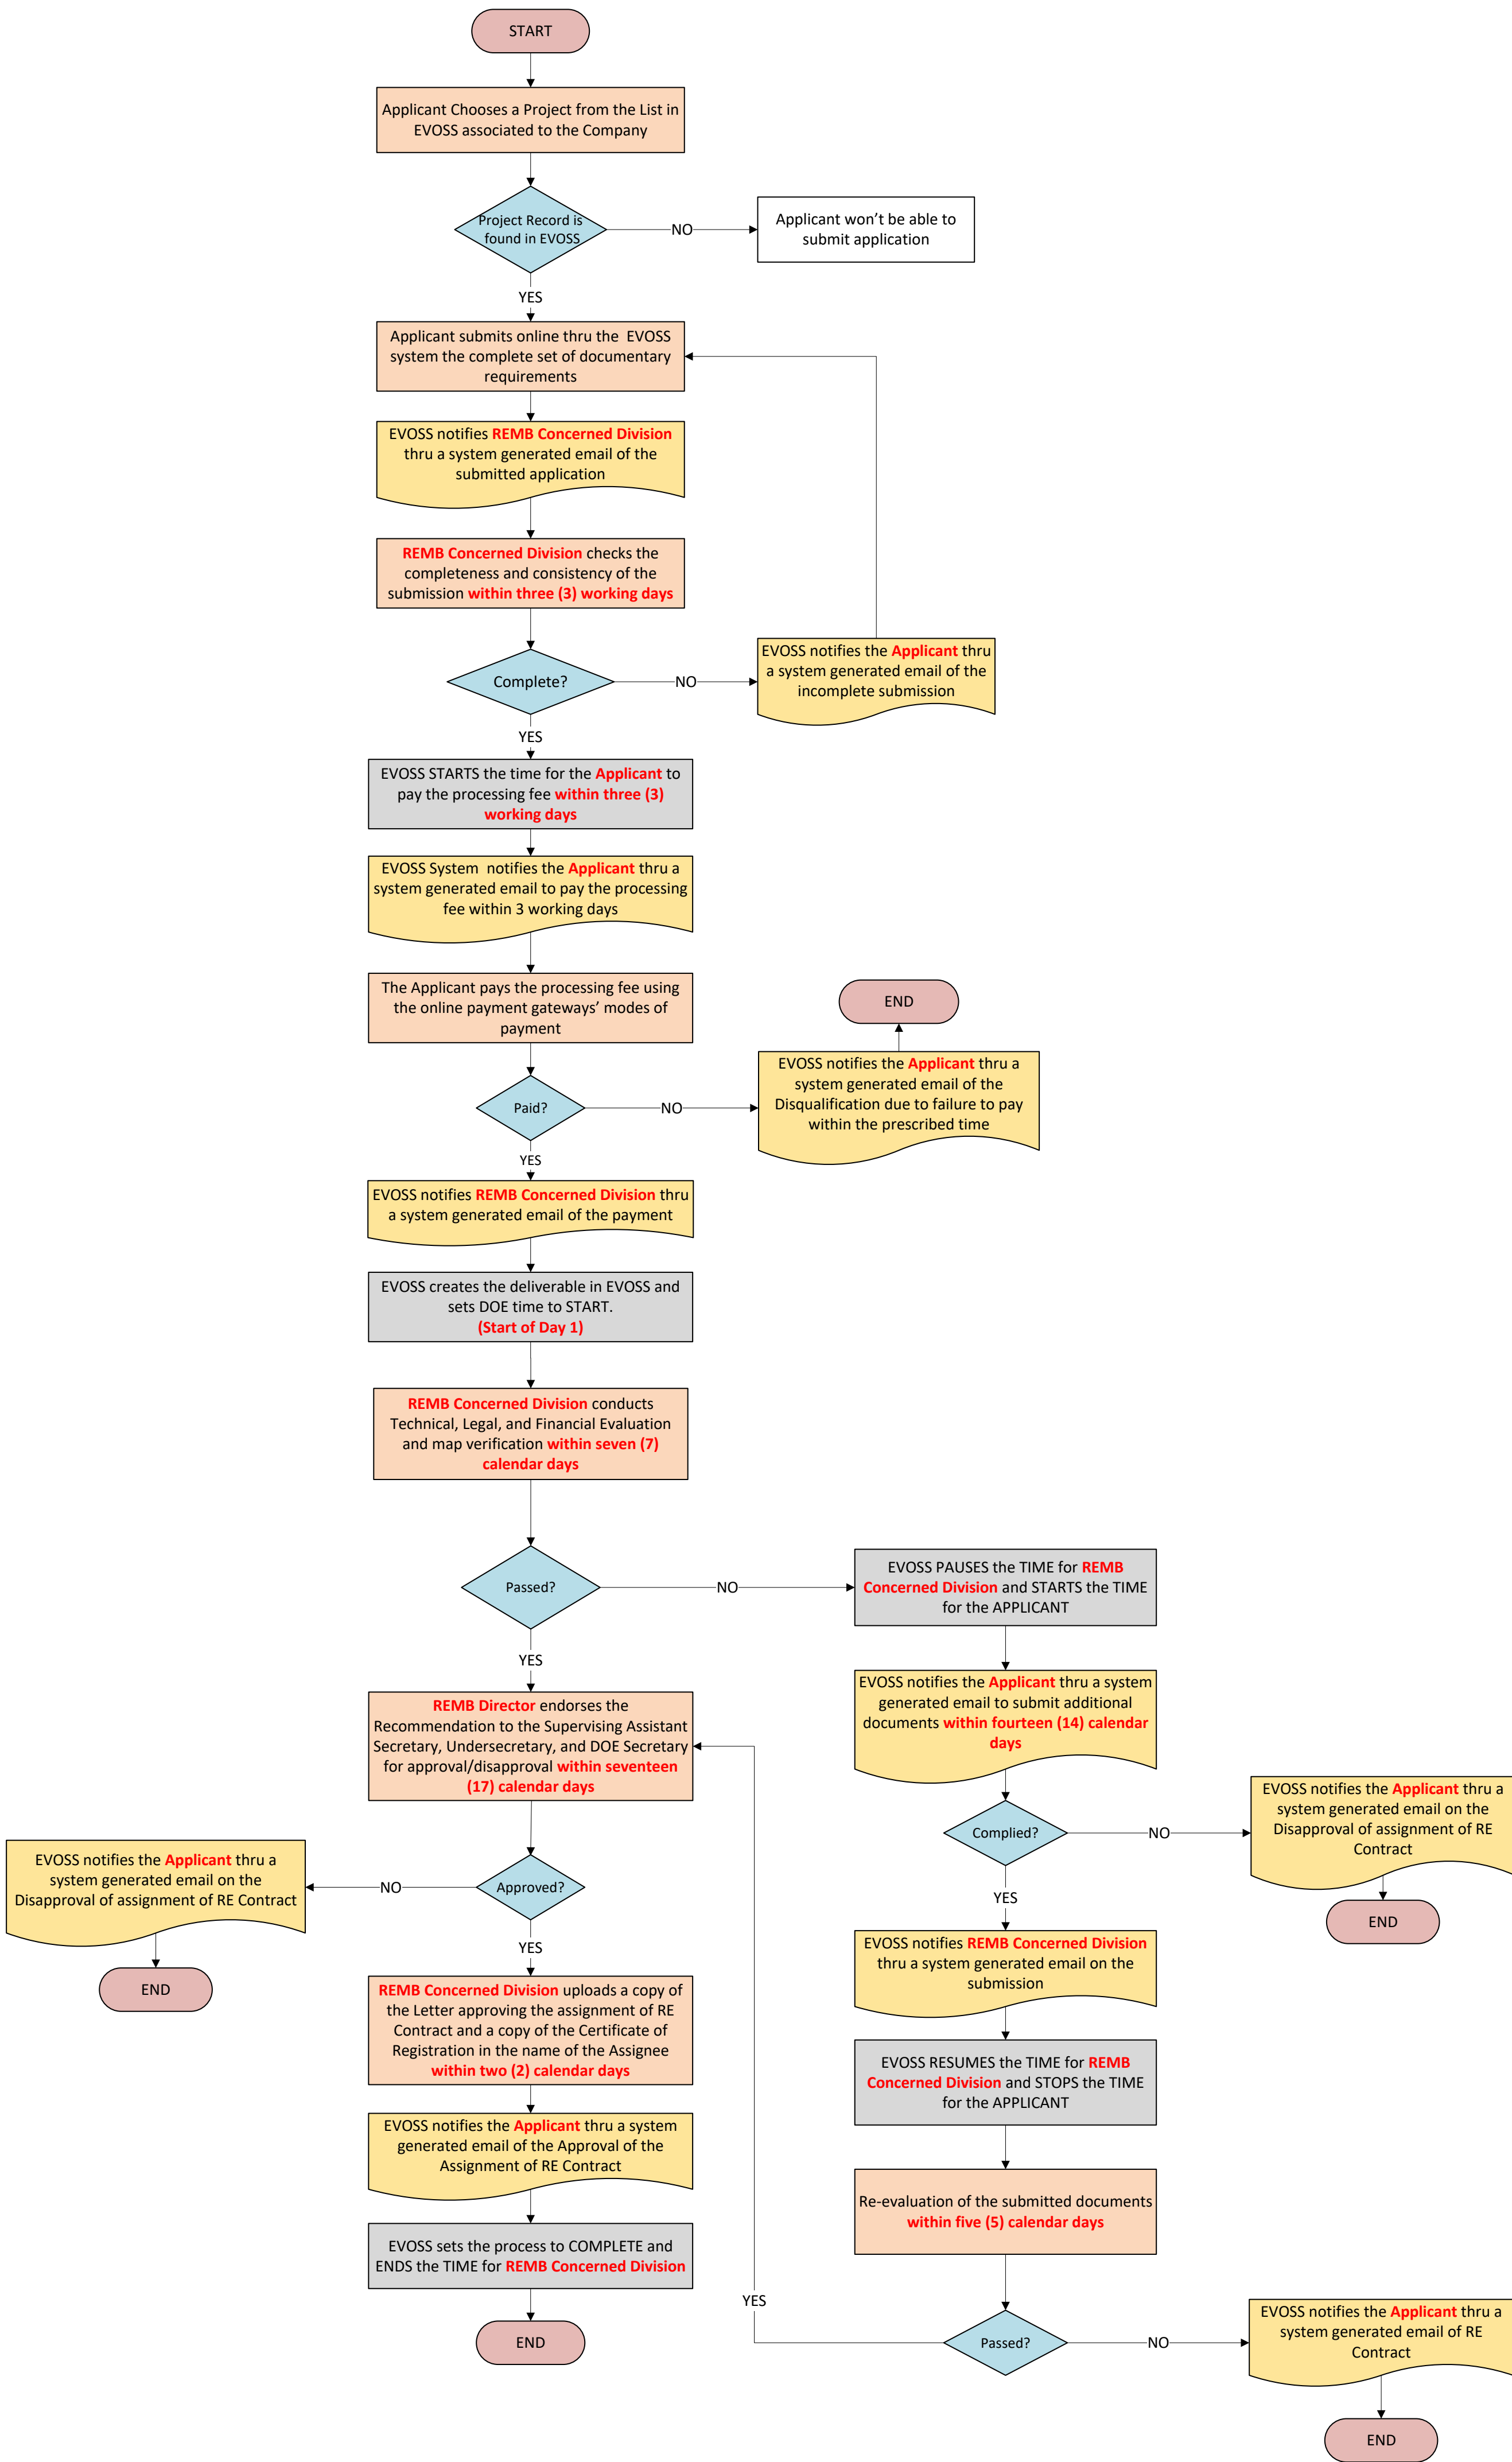 START
Applicant Chooses a Project from the List in
EVOSS associated to the Company
Project Record is
found in EVOSS
NO
Applicant won't be able to
submit application
YES
Applicant submits online thru the EVOSS
system the complete set of documentary
requirements
EVOSS notifies REMB Concerned Division
thru a system generated email of the
submitted application
REMB Concerned Division checks the
completeness and consistency of the
submission within three (3) working days
Complete?
NO
EVOSS notifies the Applicant thru
a system generated email of the
incomplete submission
YES
EVOSS STARTS the time for the Applicant to
pay the processing fee within three (3)
working days
EVOSS System notifies the Applicant thru a
system generated email to pay the processing
fee within 3 working days
The Applicant pays the processing fee using
the online payment gateways' modes of
payment
END
EVOSS notifies the Applicant thru a
system generated email of the
Disqualification due to failure to pay
within the prescribed time
Paid?
NO
YES
EVOSS notifies REMB Concerned Division thru
a system generated email of the payment
EVOSS creates the deliverable in EVOSS and
sets DOE time to START.
(Start of Day 1)
REMB Concerned Division conducts
Technical, Legal, and Financial Evaluation
and map verification within seven (7)
calendar days
Passed?
NO
EVOSS PAUSES the TIME for REMB
Concerned Division and STARTS the TIME
for the APPLICANT
YES
REMB Director endorses the
Recommendation to the Supervising Assistant
Secretary, Undersecretary, and DOE Secretary
for approval/disapproval within seventeen
(17) calendar days
EVOSS notifies the Applicant thru a system
generated email to submit additional
documents within fourteen (14) calendar
days
Complied?
NO
EVOSS notifies the Applicant thru a
system generated email on the
Disapproval of assignment of RE
Contract
END
EVOSS notifies the Applicant thru a
system generated email on the
Disapproval of assignment of RE Contract
NO
Approved?
END
YES
YES
EVOSS notifies REMB Concerned Division
thru a system generated email on the
submission
REMB Concerned Division uploads a copy of
the Letter approving the assignment of RE
Contract and a copy of the Certificate of
Registration in the name of the Assignee
within two (2) calendar days
EVOSS RESUMES the TIME for REMB
Concerned Division and STOPS the TIME
for the APPLICANT
EVOSS notifies the Applicant thru a system
generated email of the Approval of the
Assignment of RE Contract
Re-evaluation of the submitted documents
within five (5) calendar days
EVOSS sets the process to COMPLETE and
ENDS the TIME for REMB Concerned Division
YES
END
Passed?
NO
EVOSS notifies the Applicant thru a
system generated email of RE
Contract
END